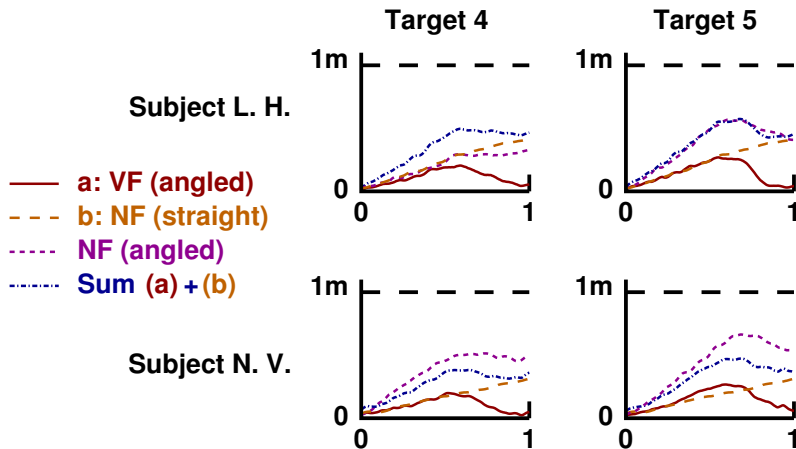 Target 4 Target 5
1m 1m
Subject L. H.
a: VF (angled)
0 0
b: NF (straight)
0 1 0 1
NF (angled)
Sum (a) + (b)
1m 1m
Subject N. V.
0 0
0 1 0 1